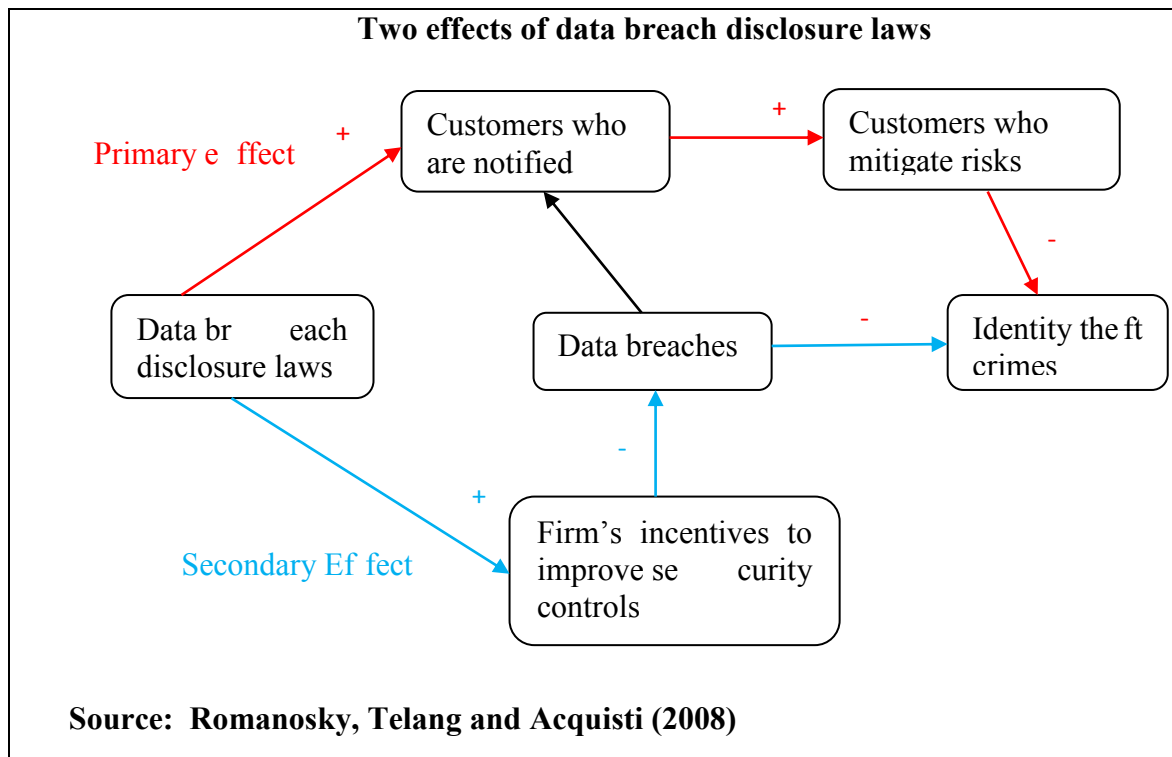 Two effects of data breach disclosure laws
+
Customers who
are notified
+
Customers who
mitigate risks
Primary e ffect
-
Data br each
disclosure laws
Data breaches
-
Identity the ft
crimes
-
+
Secondary Ef fect
Firm’s incentives to
improve se curity
controls
Source: Romanosky, Telang and Acquisti (2008)